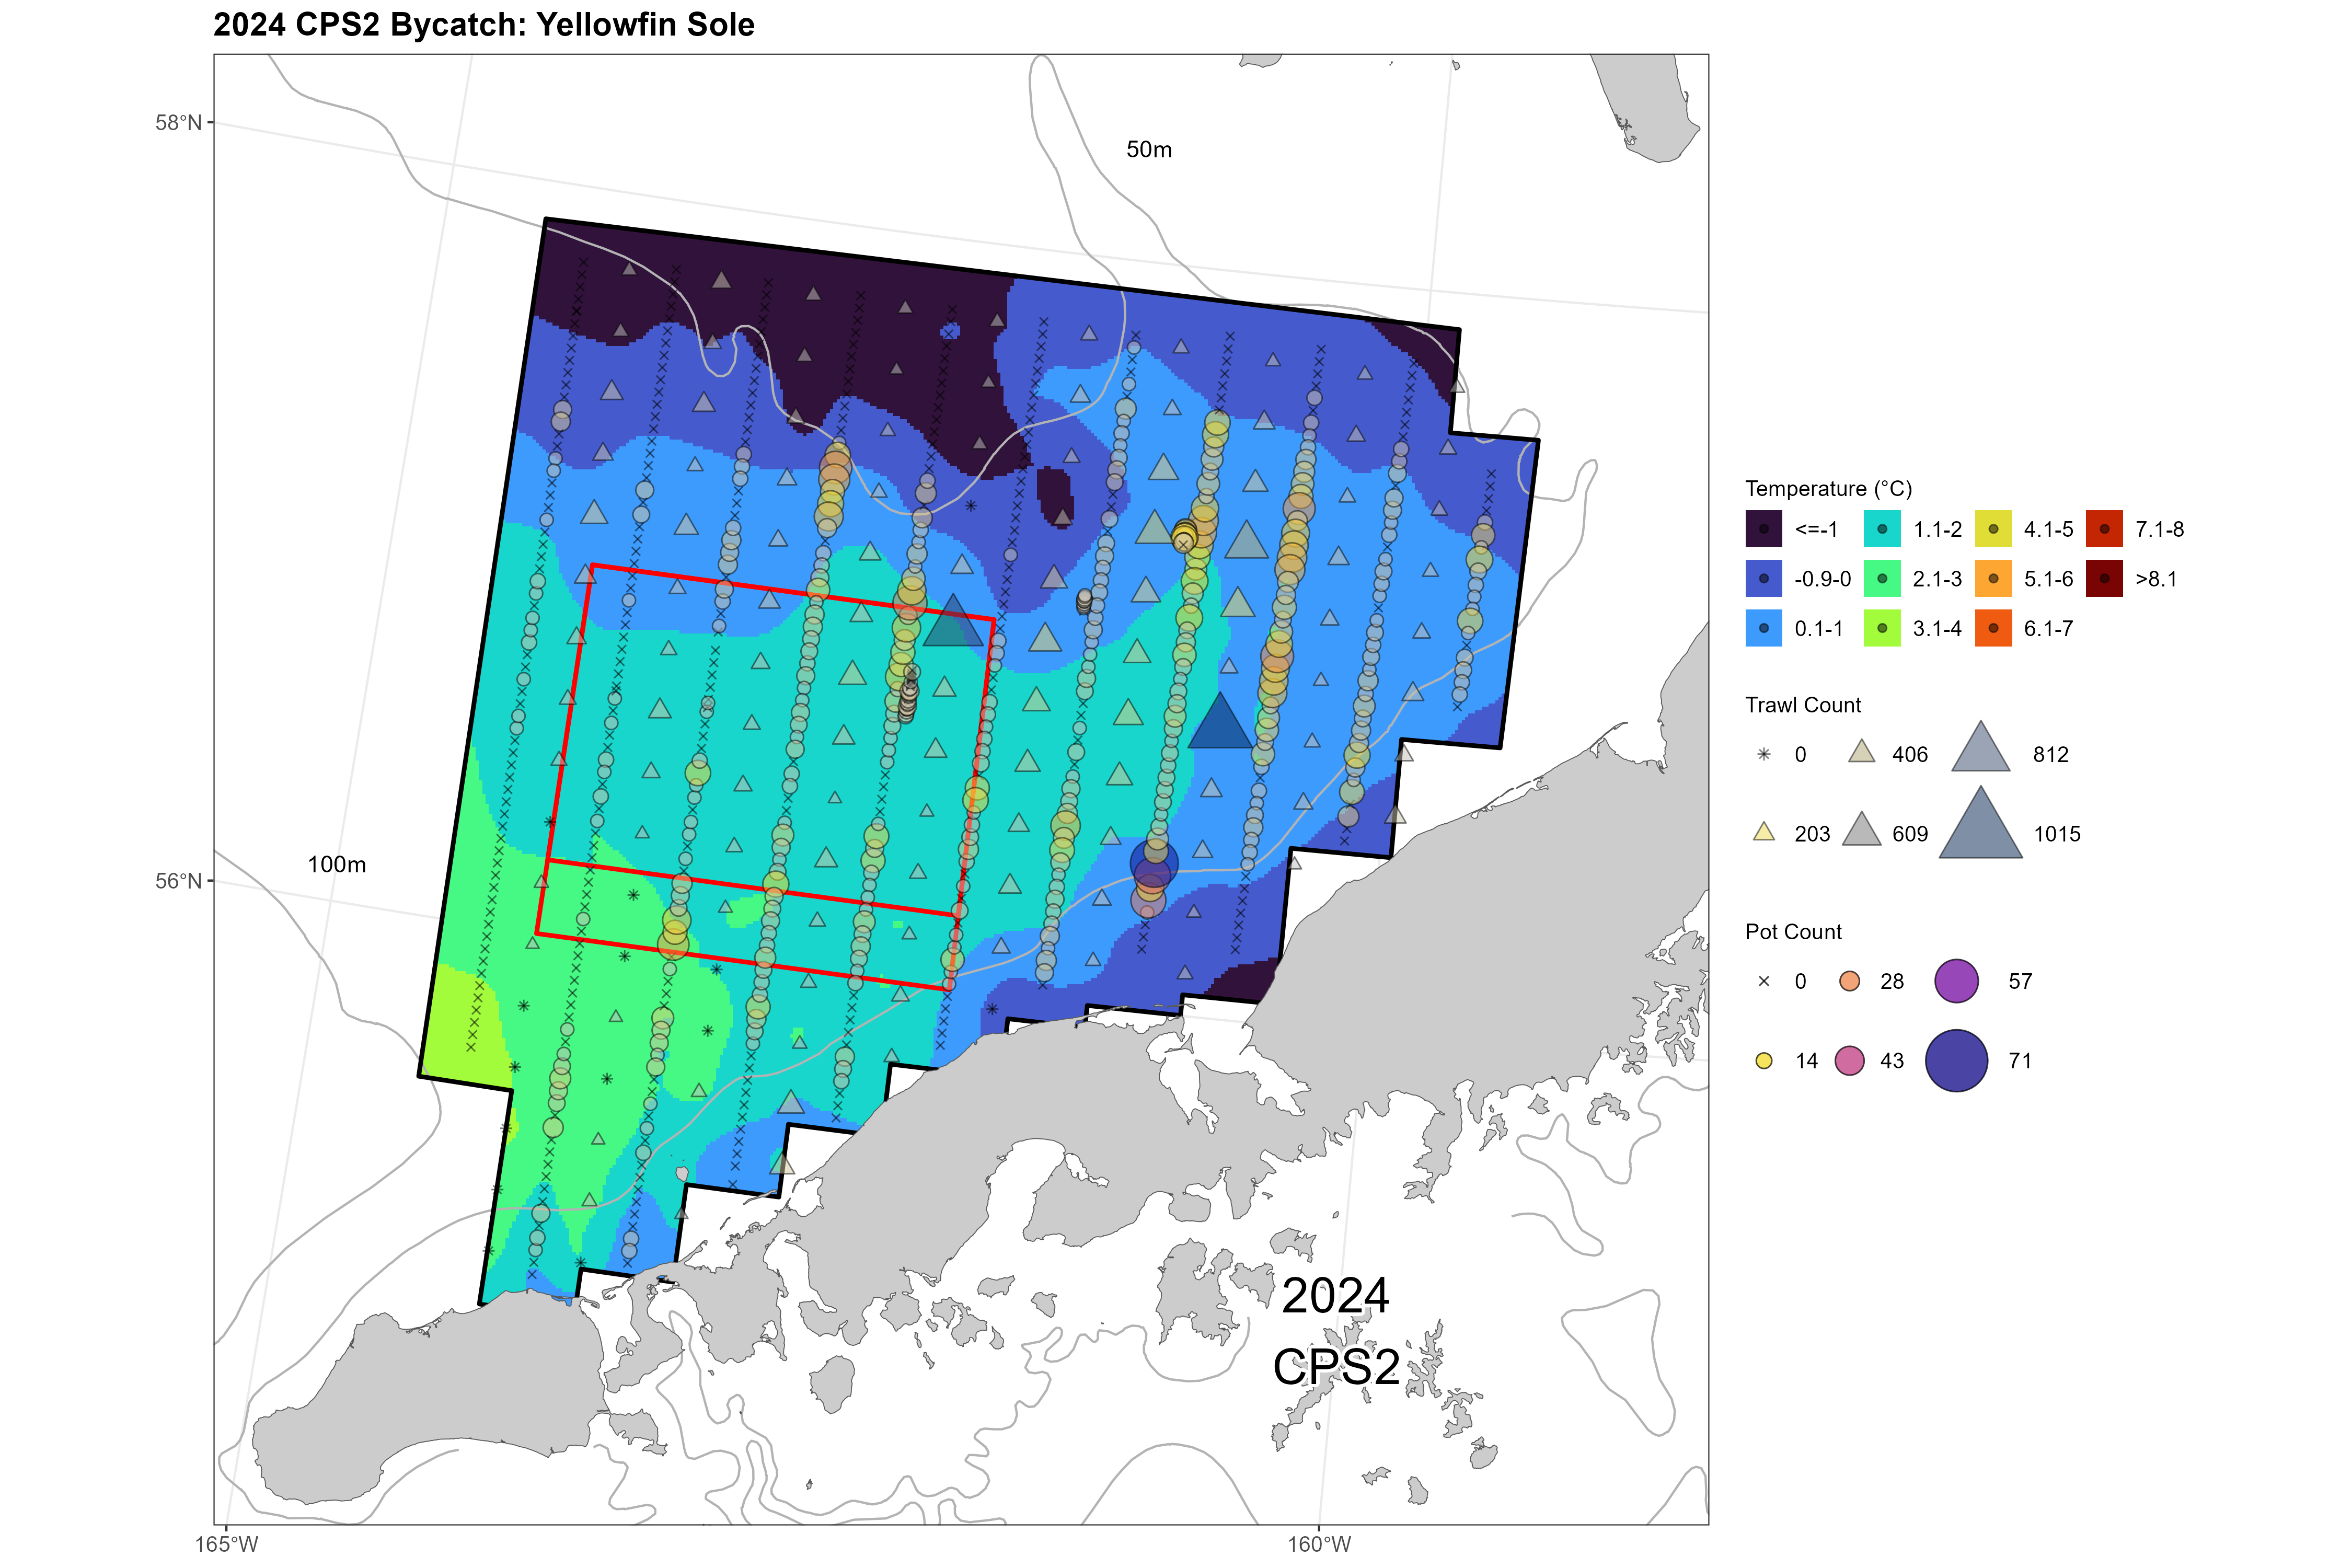 2024 CPS2 Bycatch: Yellowfin Sole
58°N
56°N
165°W
160°W
50m
100m
2024
CPS2
Temperature (°C)
<=-1
1.1-2
4.1-5
7.1-8
-0.9-0
2.1-3
5.1-6
>8.1
0.1-1
3.1-4
6.1-7
Trawl Count
0
406
812
203
609
1015
Pot Count
0
28
57
14
43
71